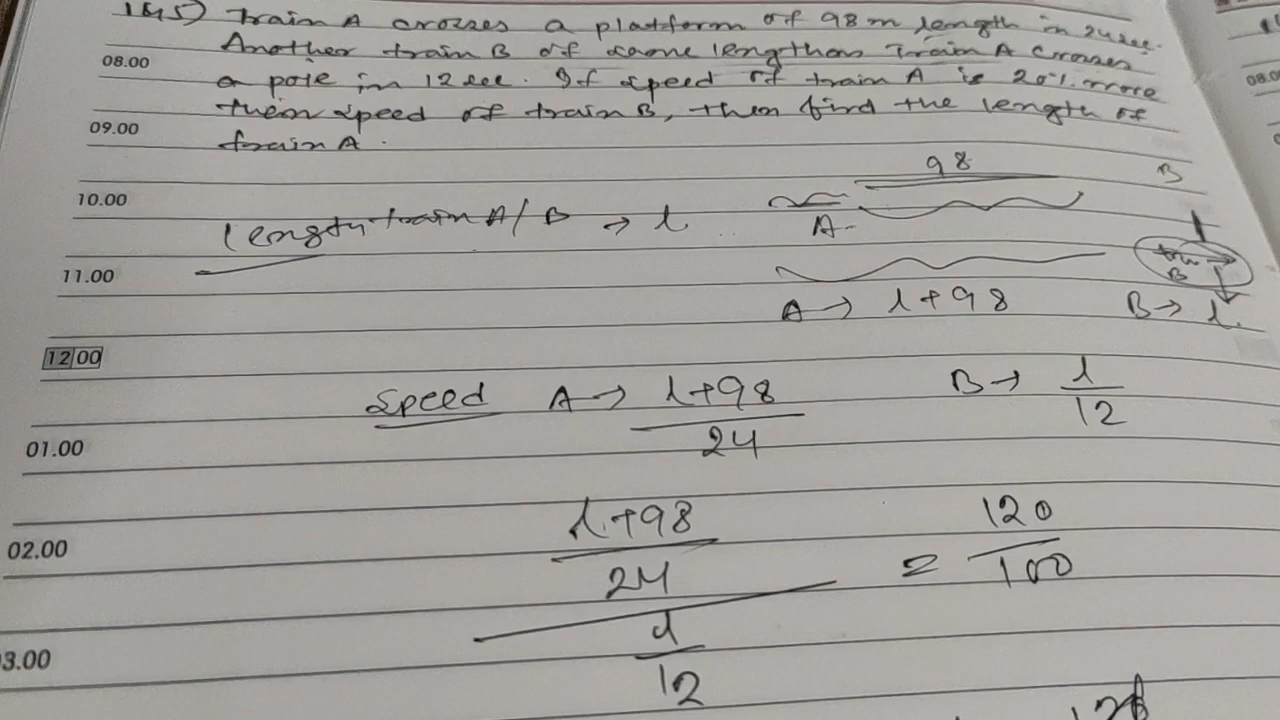 145) Train A crosses a platform of 98 m length in 24 sec.
Another train B of same length as Train A crosses
08.00
a pole in 12 sec. If speed of train A is 20% more
then speed of train B, then find the length of
09.00
train A.
98
B
10.00
length train A/B → l
A
train
B
11.00
A → l+98
B → l
12 00
Speed A → l+98
24
B → l
12
01.00
l+98
24
l
12
= 120
100
02.00
03.00